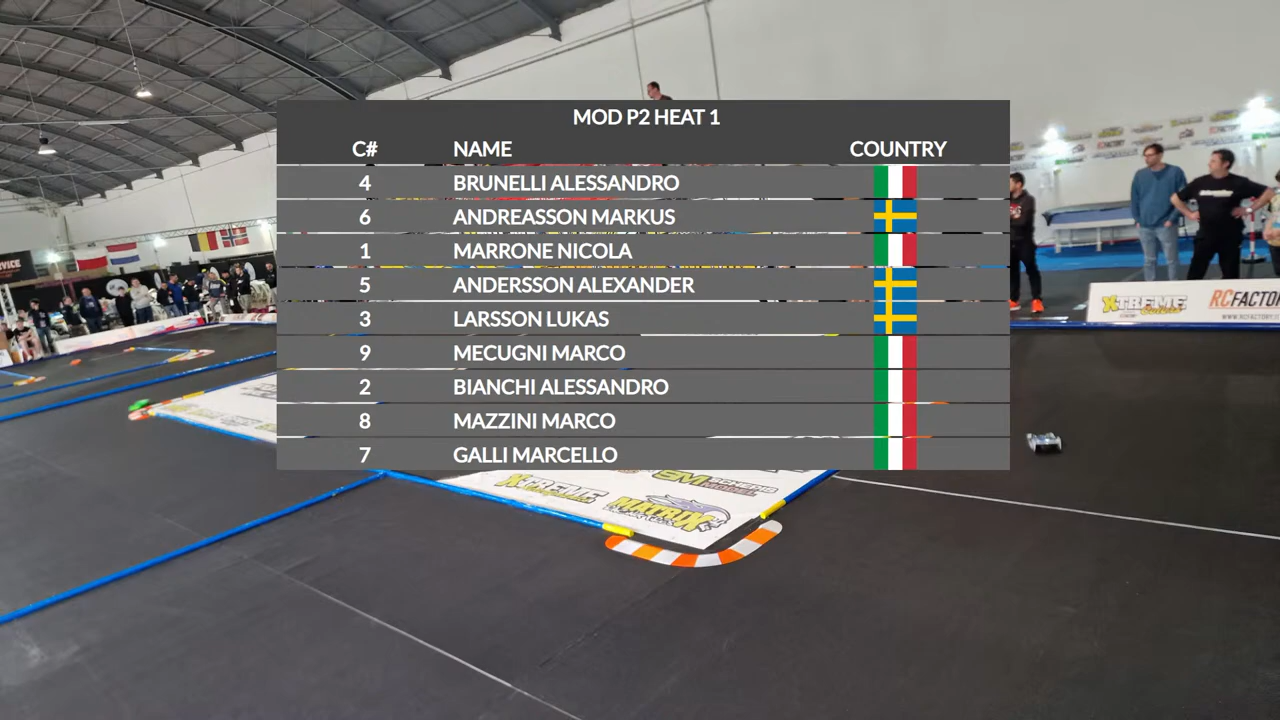 MOD P2 HEAT 1
C# NAME COUNTRY
4 BRUNELLI ALESSANDRO
6 ANDREASSON MARKUS
1 MARRONE NICOLA
5 ANDERSSON ALEXANDER
3 LARSSON LUKAS
9 MECUGNI MARCO
2 BIANCHI ALESSANDRO
8 MAZZINI MARCO
7 GALLI MARCELLO
XTREME
RCFACTORY
XTREME
MATRIX